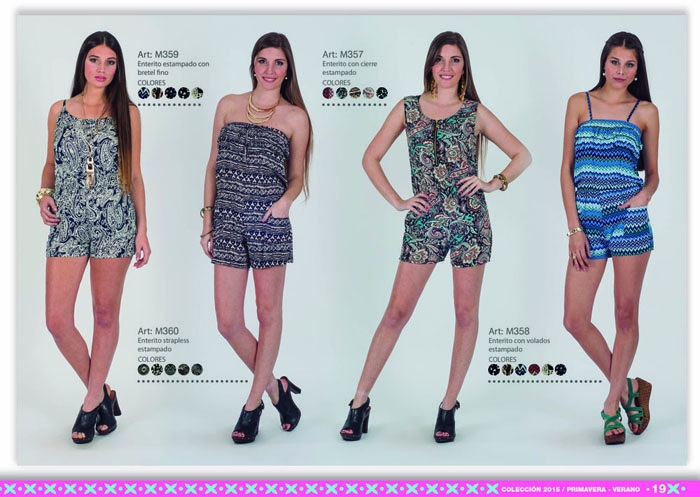 Art: M359
Enterito estampado con
bretel fino
COLORES
Art: M357
Enterito con cierre
estampado
COLORES
Art: M360
Enterito strapless
estampado
COLORES
Art: M358
Enterito con volados
estampado
COLORES
COLECCIÓN 2015 / PRIMAVERA - VERANO • 19